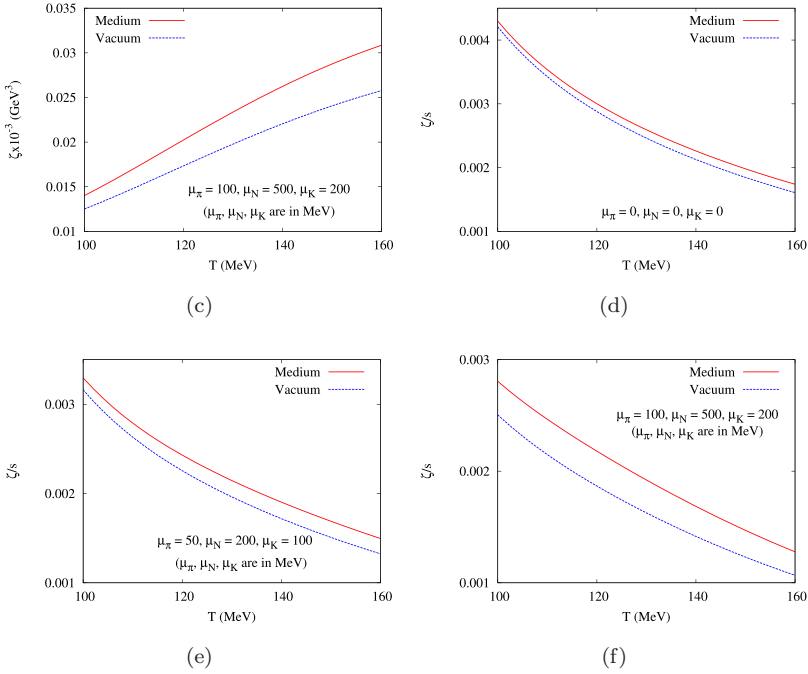 0.035
0.03
0.025
0.02
0.015
0.01
ζx10⁻³ (GeV³)
Medium
Vacuum
μπ = 100, μN = 500, μK = 200
(μπ, μN, μK are in MeV)
100 120 140 160
T (MeV)
(c)
0.004
0.003
0.002
0.001
ζ/s
Medium
Vacuum
μπ = 0, μN = 0, μK = 0
100 120 140 160
T (MeV)
(d)
0.003
0.002
0.001
ζ/s
Medium
Vacuum
μπ = 50, μN = 200, μK = 100
(μπ, μN, μK are in MeV)
100 120 140 160
T (MeV)
(e)
0.003
0.002
0.001
ζ/s
Medium
Vacuum
μπ = 100, μN = 500, μK = 200
(μπ, μN, μK are in MeV)
100 120 140 160
T (MeV)
(f)